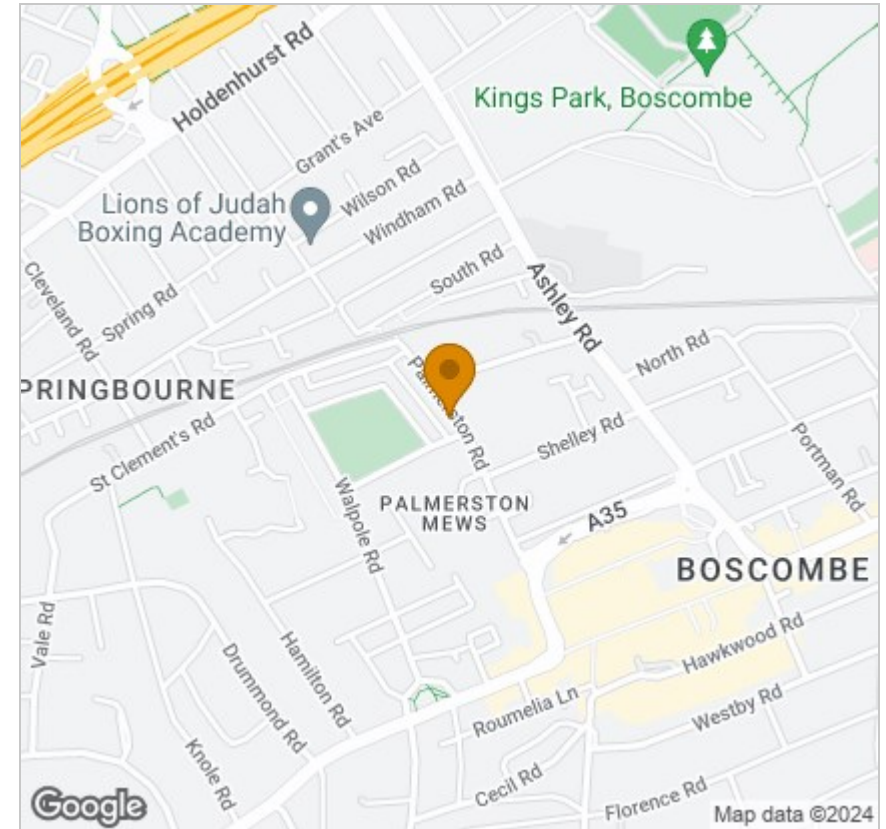 Holdenhurst Rd
Kings Park, Boscombe
Grant's Ave
Lions of Judah
Boxing Academy
Wilson Rd
Windham Rd
South Rd
Ashley Rd
Cleveland Rd
Spring Rd
North Rd
PRINGBOURNE
Palmerston Rd
St Clement's Rd
Shelley Rd
Portman Rd
Walpole Rd
PALMERSTON
MEWS
A35
BOSCOMBE
Vale Rd
Hamilton Rd
Drummond Rd
Hawkwood Rd
Roumelia Ln
Westby Rd
Knole Rd
Cecil Rd
Florence Rd
Google
Map data ©2024